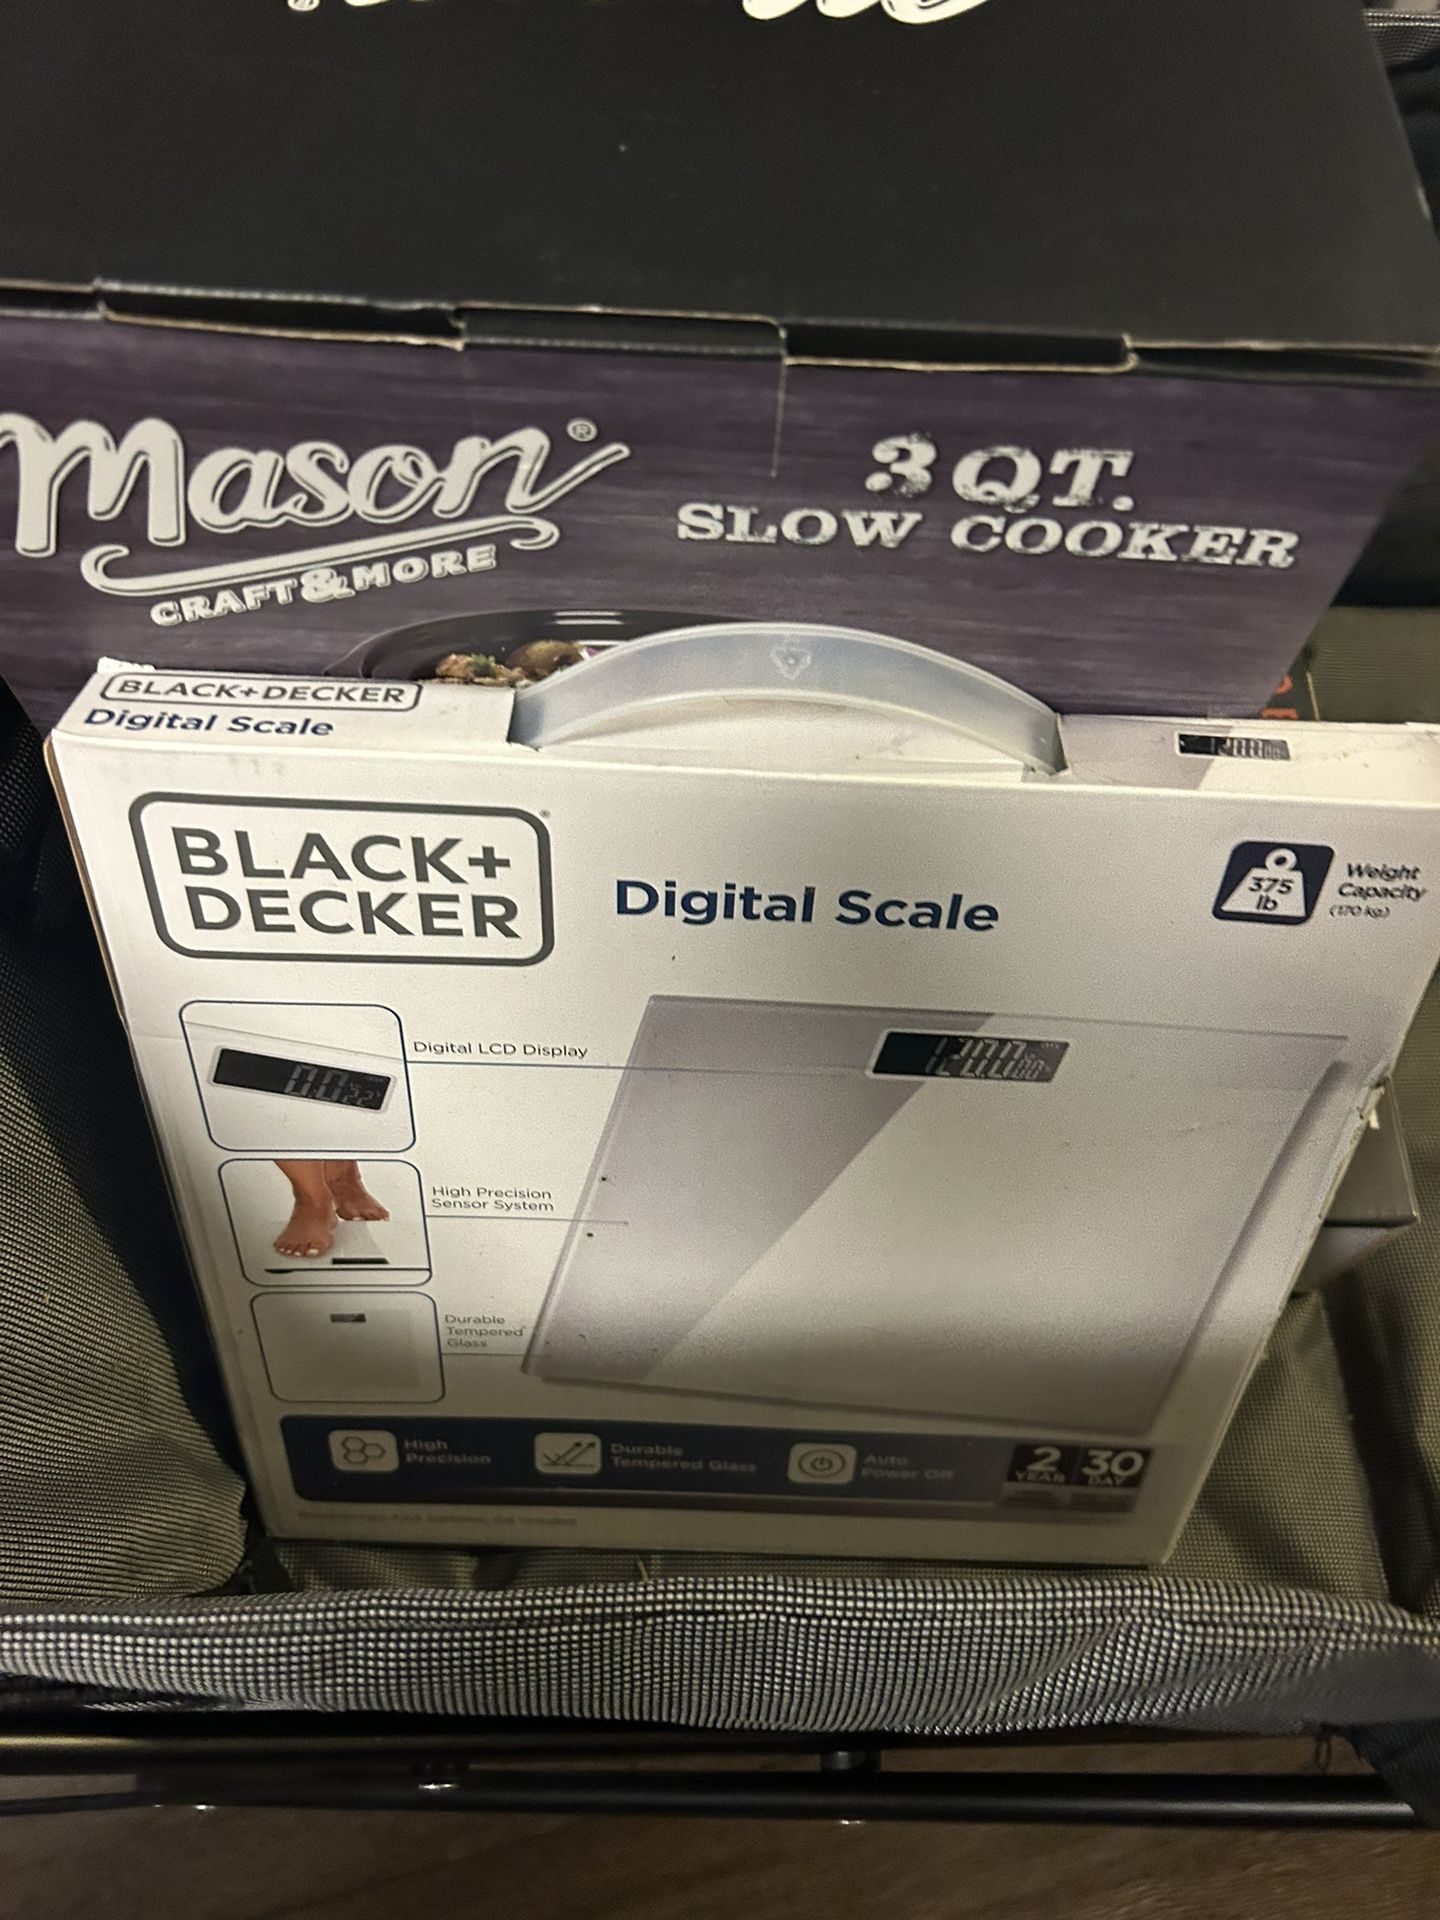 Mason®
CRAFT & MORE
3 QT.
SLOW COOKER
BLACK+DECKER
Digital Scale
BLACK+
DECKER
Digital Scale
375
lb
Weight
Capacity
(170 kg)
Digital LCD Display
High Precision
Sensor System
Durable
Tempered
Glass
High
Precision
Durable
Tempered Glass
Auto
Power Off
2
YEAR
30
DAY